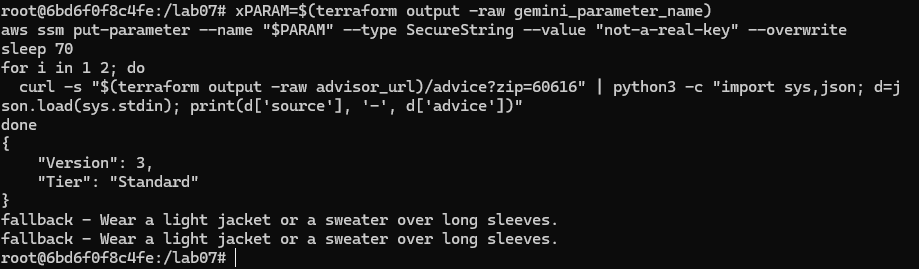 root@6bd6f0f8c4fe:/lab07# xPARAM=$(terraform output -raw gemini_parameter_name)
aws ssm put-parameter --name "$PARAM" --type SecureString --value "not-a-real-key" --overwrite
sleep 70
for i in 1 2; do
  curl -s "$(terraform output -raw advisor_url)/advice?zip=60616" | python3 -c "import sys,json; d=j
son.load(sys.stdin); print(d['source'], '-', d['advice'])"
done
{
    "Version": 3,
    "Tier": "Standard"
}
fallback - Wear a light jacket or a sweater over long sleeves.
fallback - Wear a light jacket or a sweater over long sleeves.
root@6bd6f0f8c4fe:/lab07#